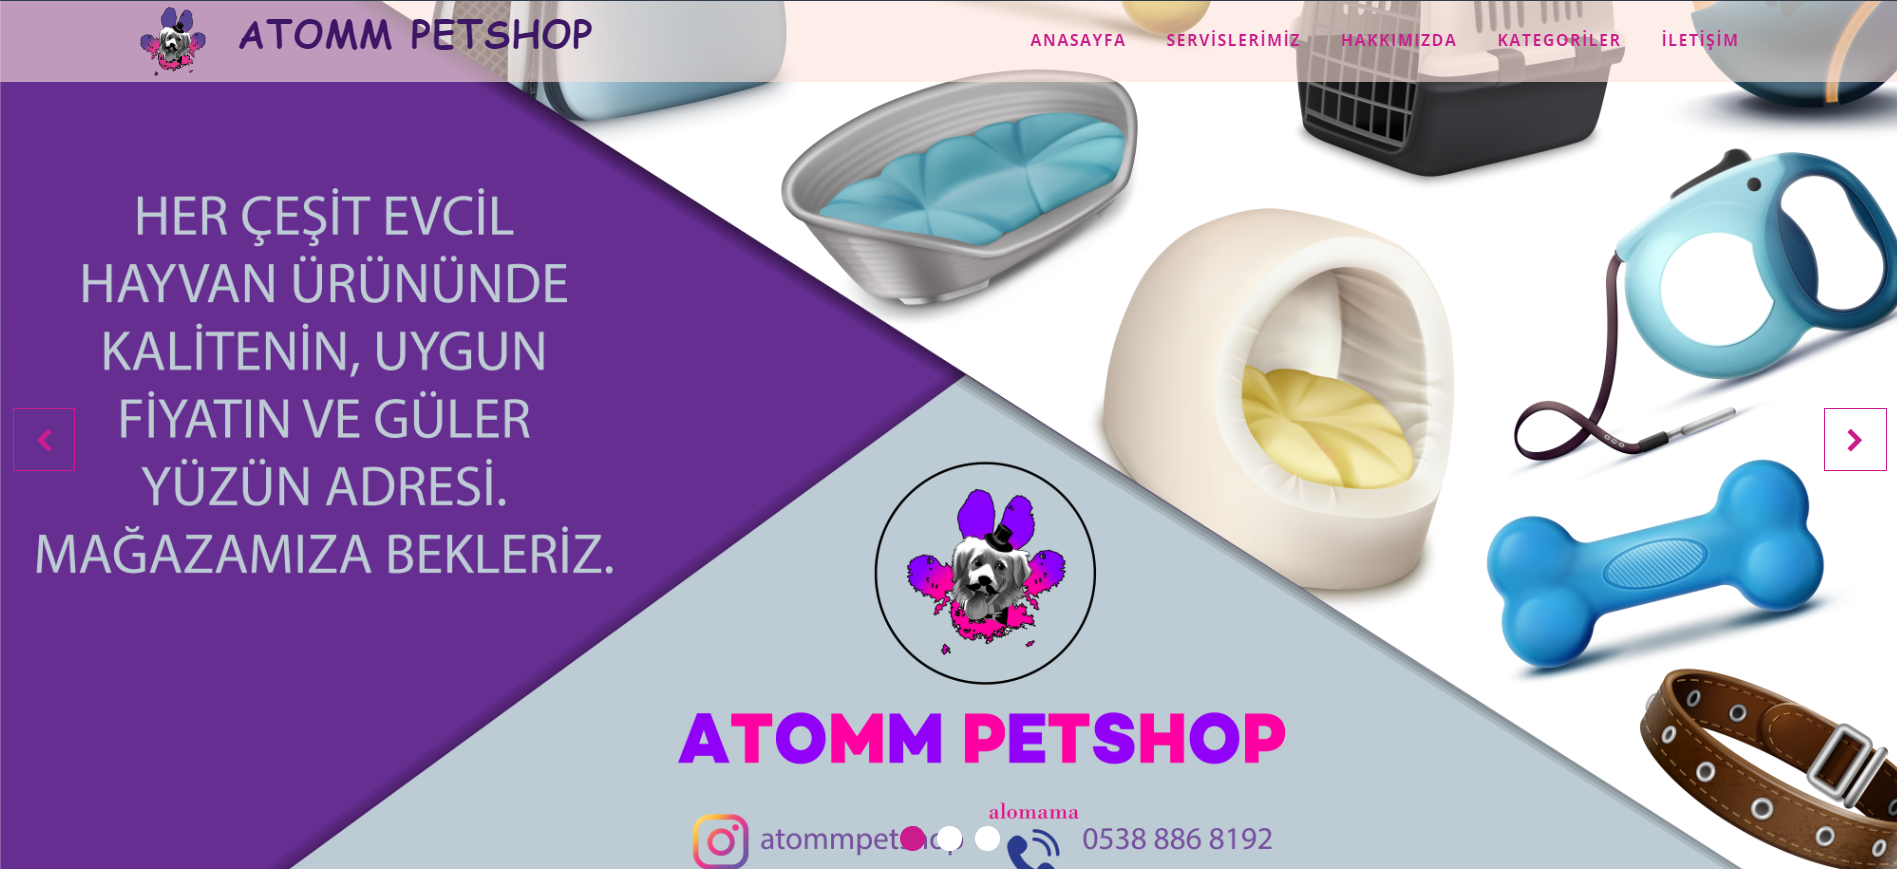 ATOMM PETSHOP
ANASAYFA SERVİSLERİMİZ HAKKIMIZDA KATEGORİLER İLETİŞİM
HER ÇEŞİT EVCİL
HAYVAN ÜRÜNÜNDE
KALİTENİN, UYGUN
FİYATIN VE GÜLER
YÜZÜN ADRESİ.
MAĞAZAMIZA BEKLERİZ.
ATOMM PETSHOP
alomama
atommpetshop 0538 886 8192